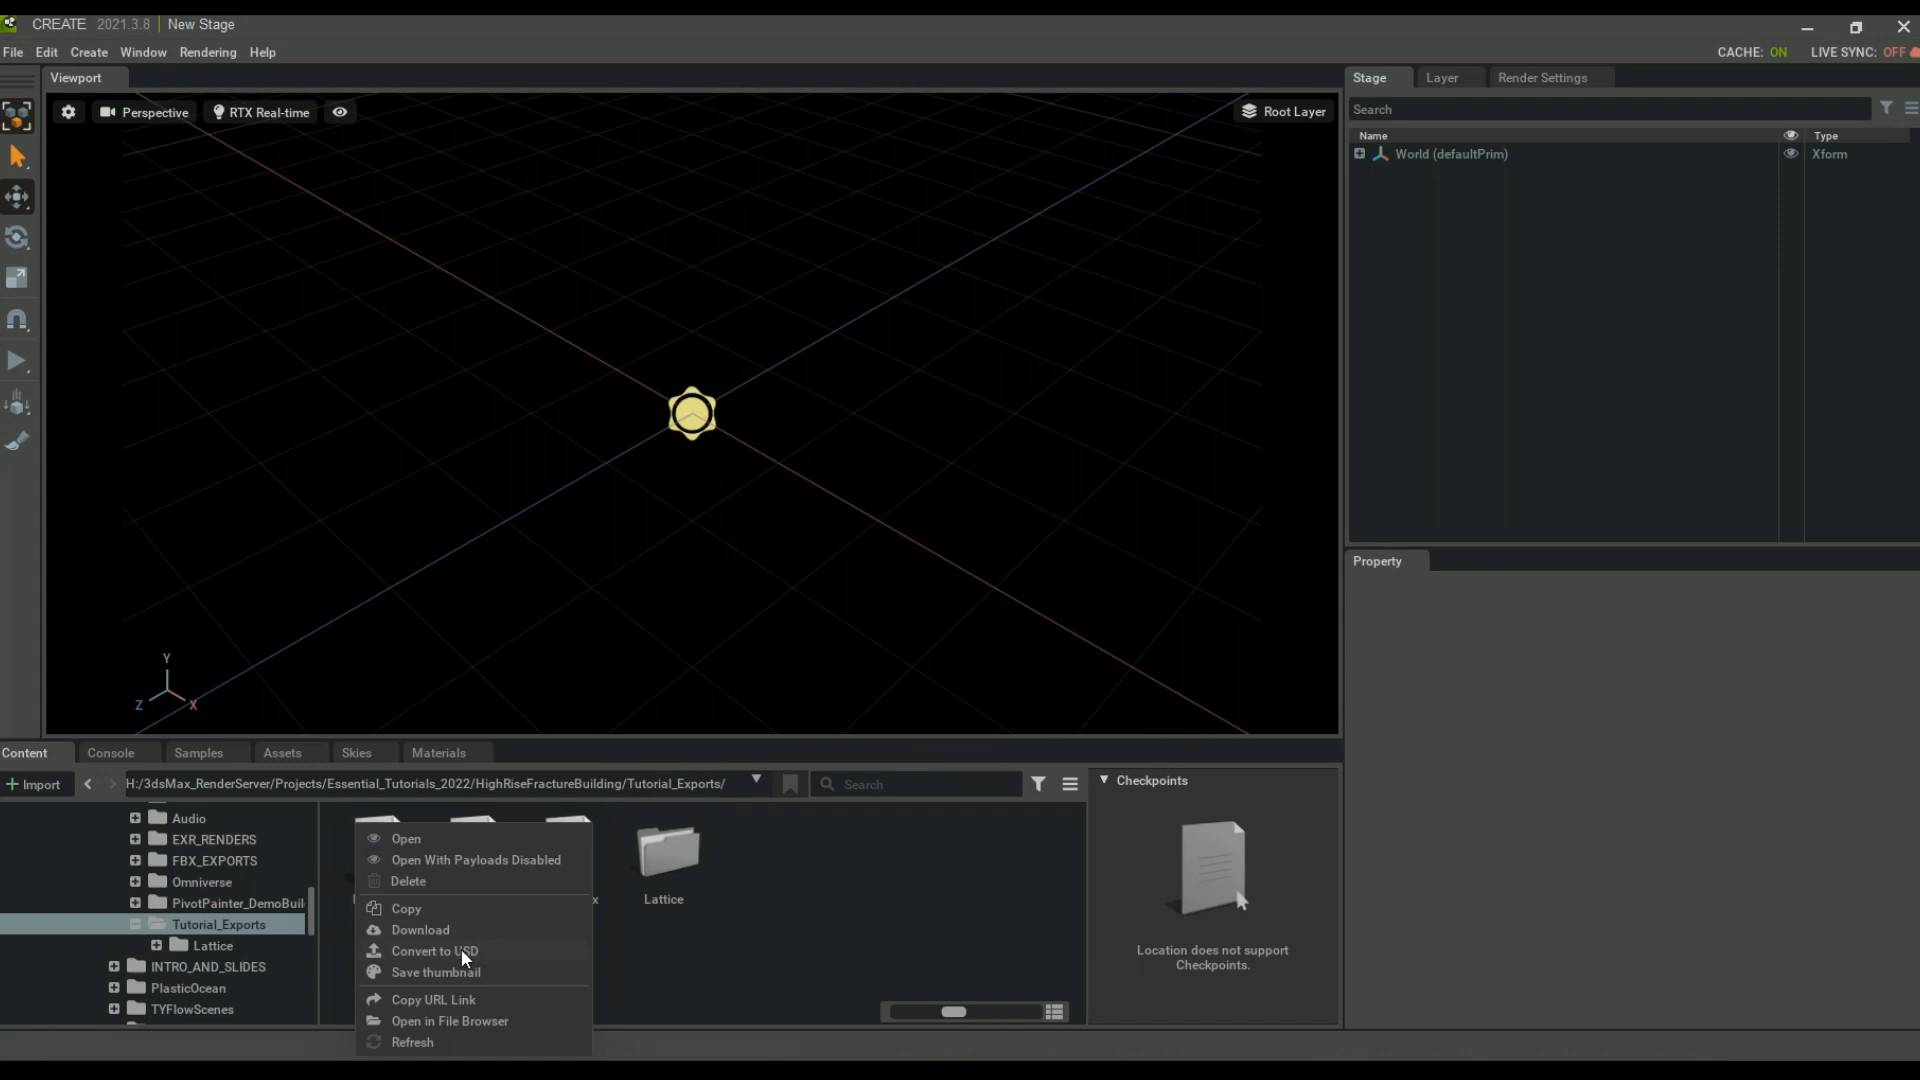 CREATE 2021.3.8 New Stage
File Edit Create Window Rendering Help CACHE: ON LIVE SYNC: OFF
Viewport Stage Layer Render Settings
Perspective RTX Real-time Root Layer
Search
Name Type
World (defaultPrim) Xform
Property
Y
Z X
Content Console Samples Assets Skies Materials
+ Import H:/3dsMax_RenderServer/Projects/Essential_Tutorials_2022/HighRiseFractureBuilding/Tutorial_Exports/ Search Checkpoints
Audio
EXR_RENDERS
FBX_EXPORTS
Omniverse
PivotPainter_DemoBuil
Tutorial_Exports
Lattice
INTRO_AND_SLIDES
PlasticOcean
TYFlowScenes
Open
Open With Payloads Disabled
Delete
Copy
Download
Convert to USD
Save thumbnail
Copy URL Link
Open in File Browser
Refresh
x
Lattice
Location does not support
Checkpoints.